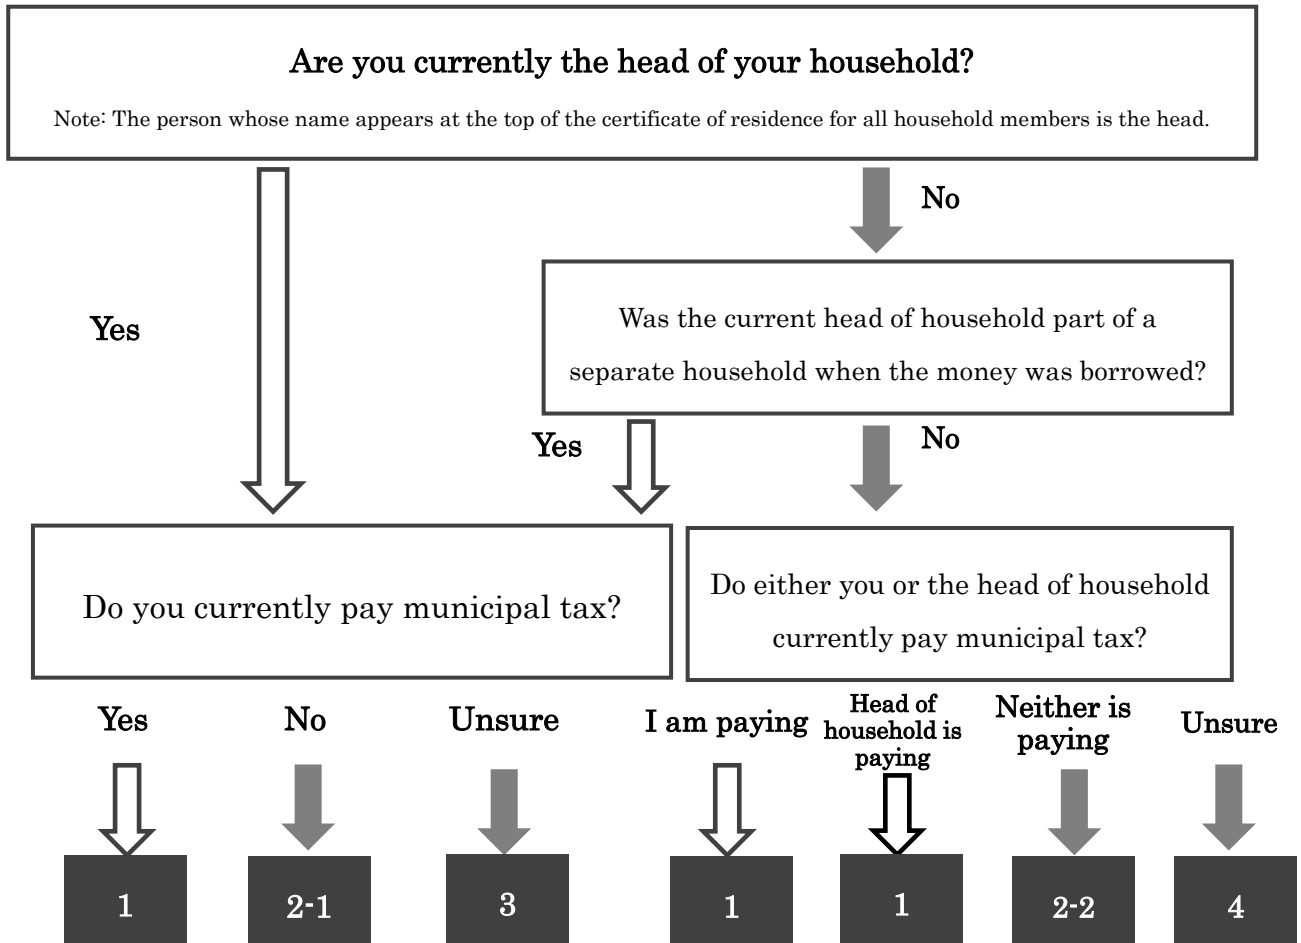 Are you currently the head of your household?
Note: The person whose name appears at the top of the certificate of residence for all household members is the head.
No
Yes
Was the current head of household part of a
separate household when the money was borrowed?
Yes
No
Do you currently pay municipal tax?
Do either you or the head of household
currently pay municipal tax?
Yes
No
Unsure
I am paying
Head of
household is
paying
Neither is
paying
Unsure
1
2-1
3
1
1
2-2
4